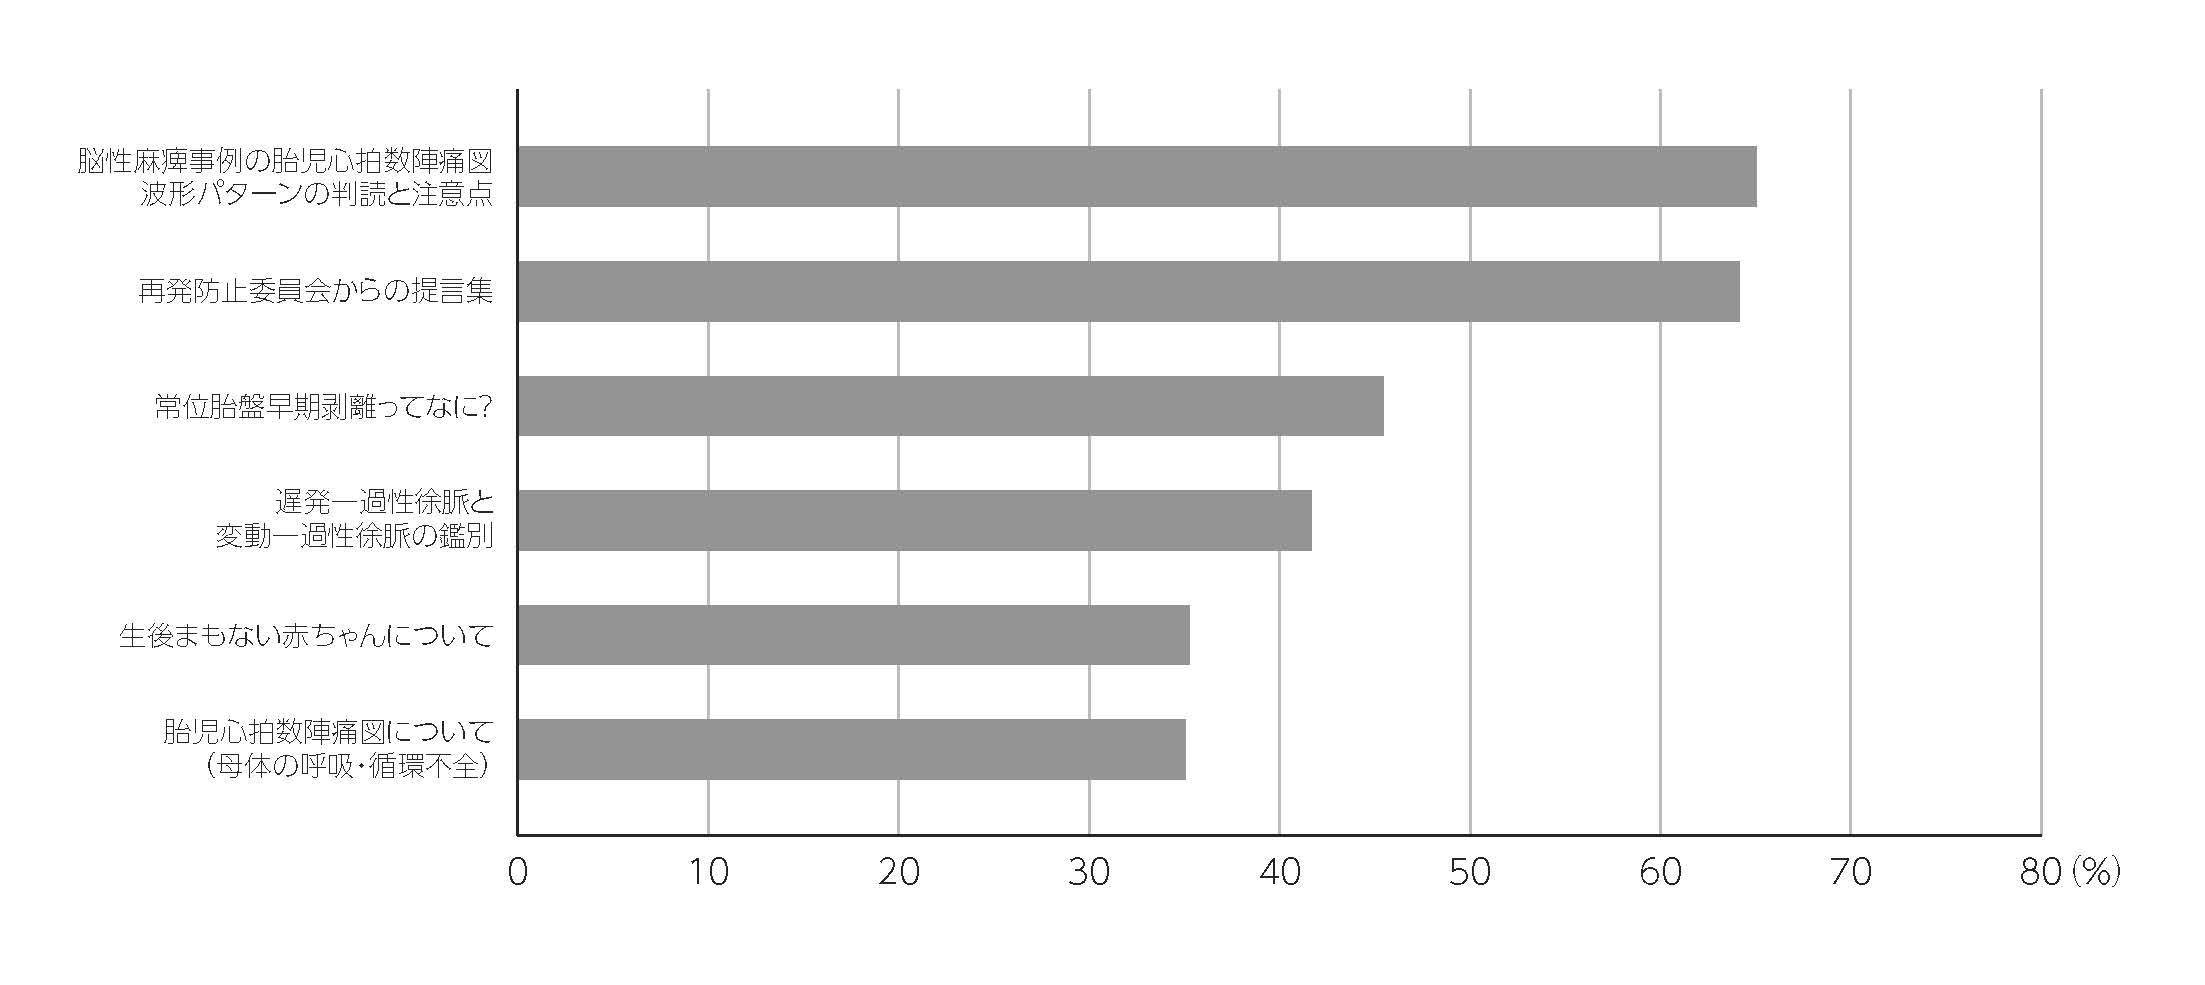 脳性麻痺事例の胎児心拍数陣痛図
波形パターンの判読と注意点
再発防止委員会からの提言集
常位胎盤早期剥離ってなに?
遅発一過性徐脈と
変動一過性徐脈の鑑別
生後まもない赤ちゃんについて
胎児心拍数陣痛図について
(母体の呼吸・循環不全)
0 10 20 30 40 50 60 70 80 (%)